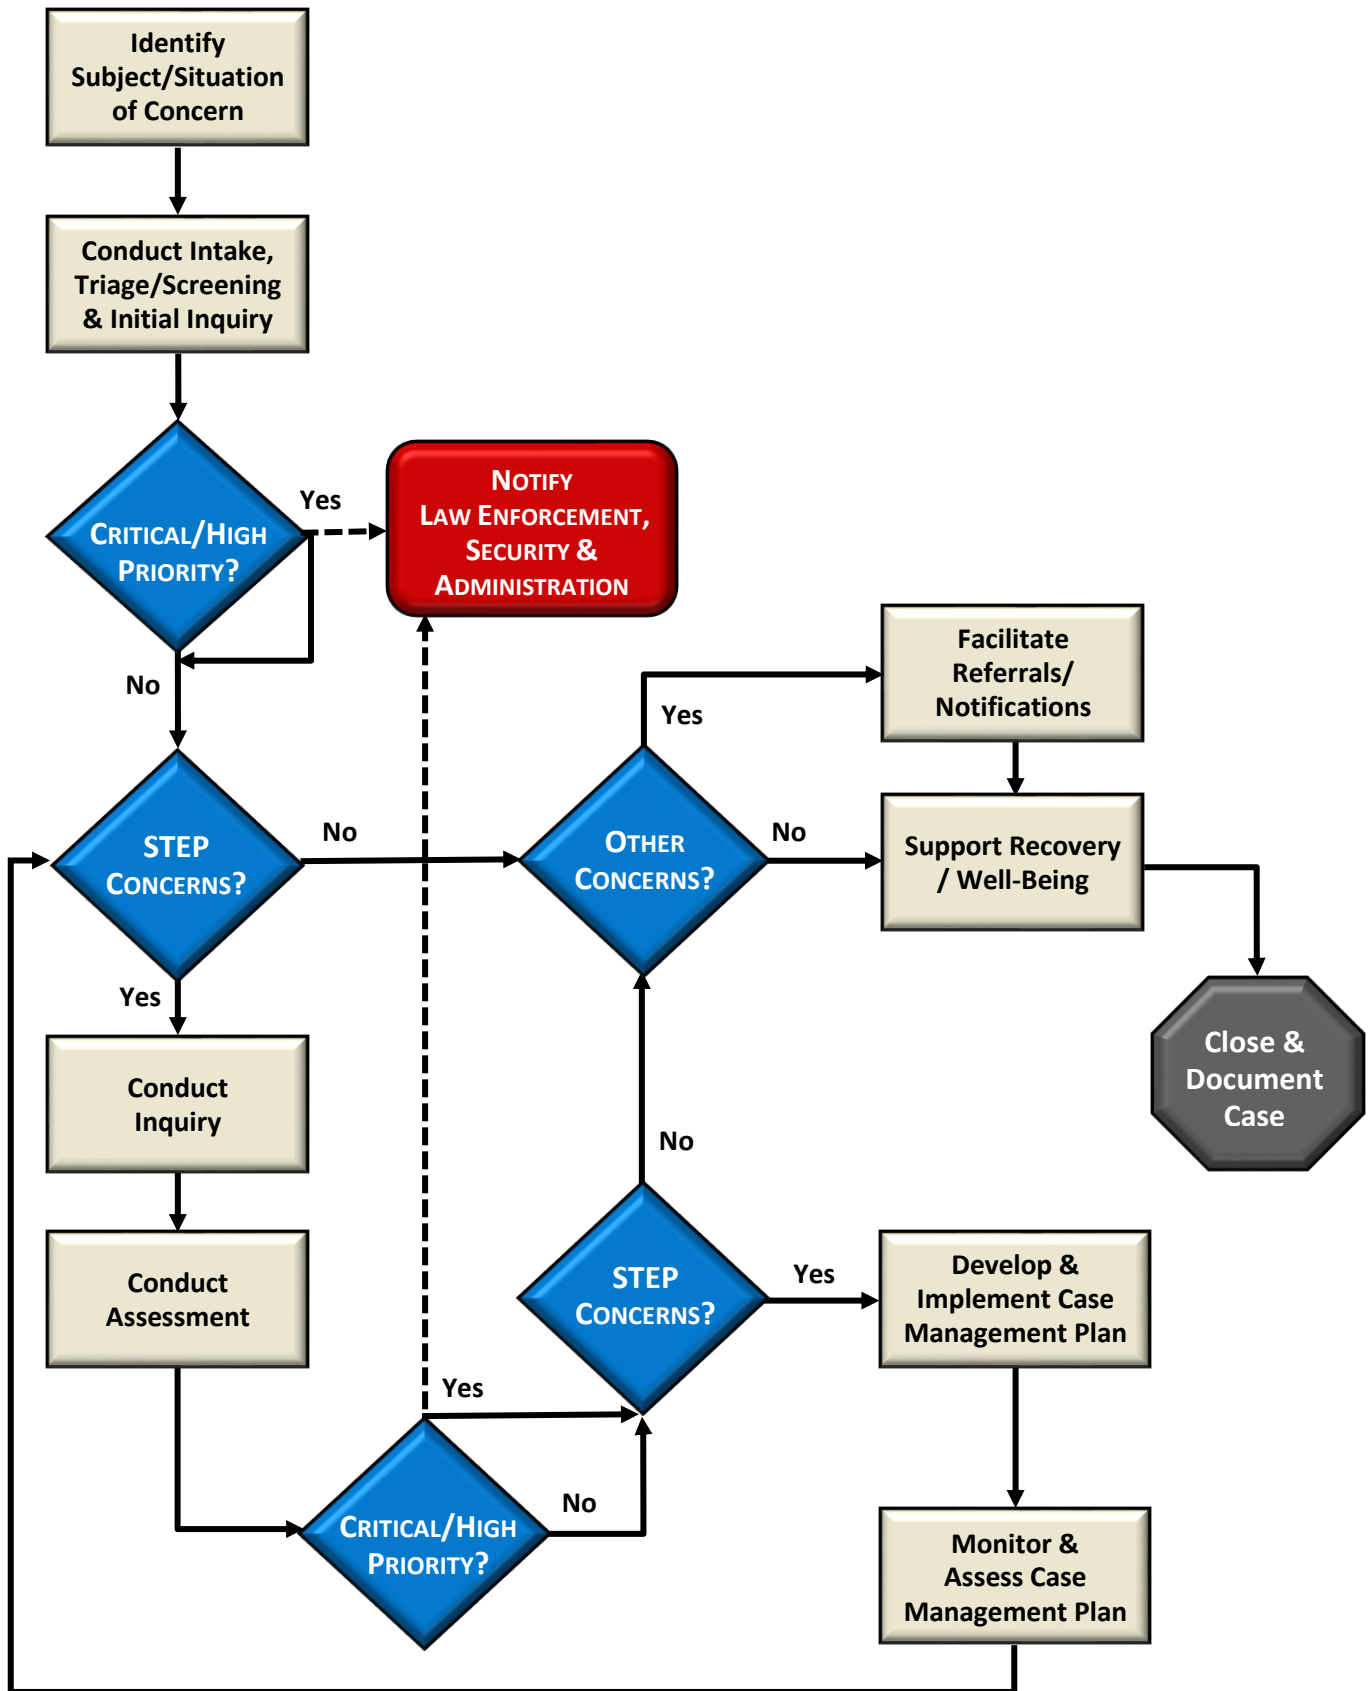 Identify
Subject/Situation
of Concern
Conduct Intake,
Triage/Screening
& Initial Inquiry
CRITICAL/HIGH
PRIORITY?
Yes
NOTIFY
LAW ENFORCEMENT,
SECURITY &
ADMINISTRATION
No
STEP
CONCERNS?
No
OTHER
CONCERNS?
Yes
Facilitate
Referrals/
Notifications
No
Support Recovery
/ Well-Being
Close &
Document
Case
Yes
Conduct
Inquiry
Conduct
Assessment
CRITICAL/HIGH
PRIORITY?
Yes
No
STEP
CONCERNS?
No
Yes
Develop &
Implement Case
Management Plan
Monitor &
Assess Case
Management Plan